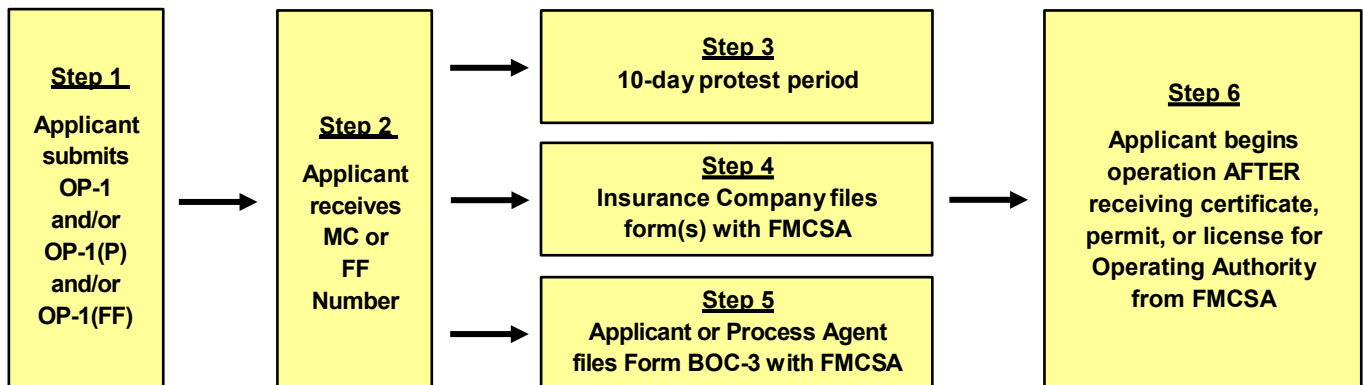 Step 1
Applicant
submits
OP-1
and/or
OP-1(P)
and/or
OP-1(FF)
Step 2
Applicant
receives
MC or
FF
Number
Step 3
10-day protest period
Step 4
Insurance Company files
form(s) with FMCSA
Step 5
Applicant or Process Agent
files Form BOC-3 with FMCSA
Step 6
Applicant begins
operation AFTER
receiving certificate,
permit, or license for
Operating Authority
from FMCSA